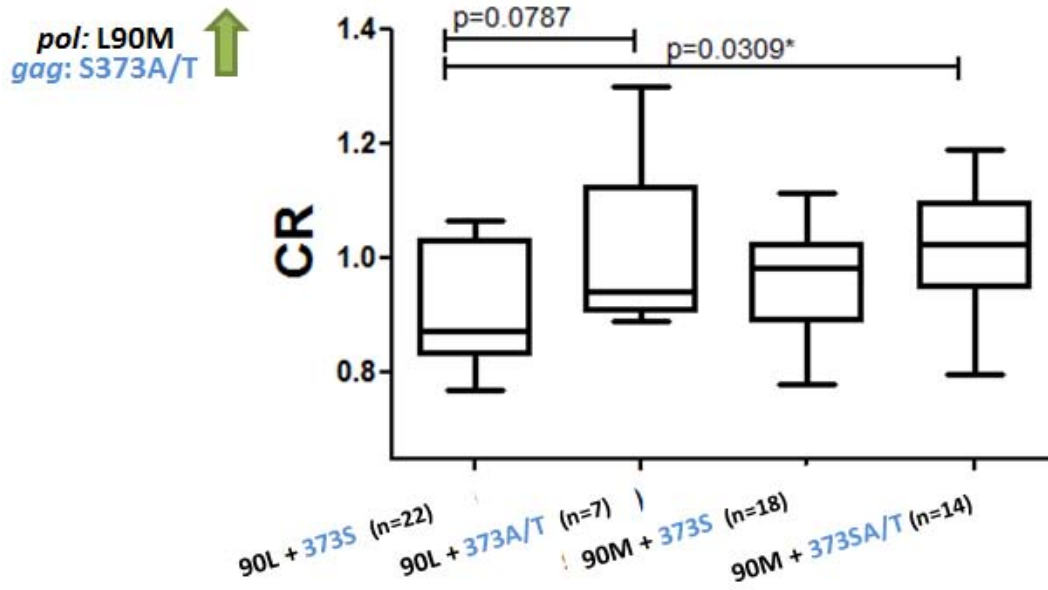 pol: L90M
gag: S373A/T
p=0.0787
p=0.0309*
1.4
1.2
1.0
0.8
CR
90L + 373S (n=22)
90L + 373A/T (n=7) )
90M + 373S (n=18)
90M + 373SA/T (n=14)